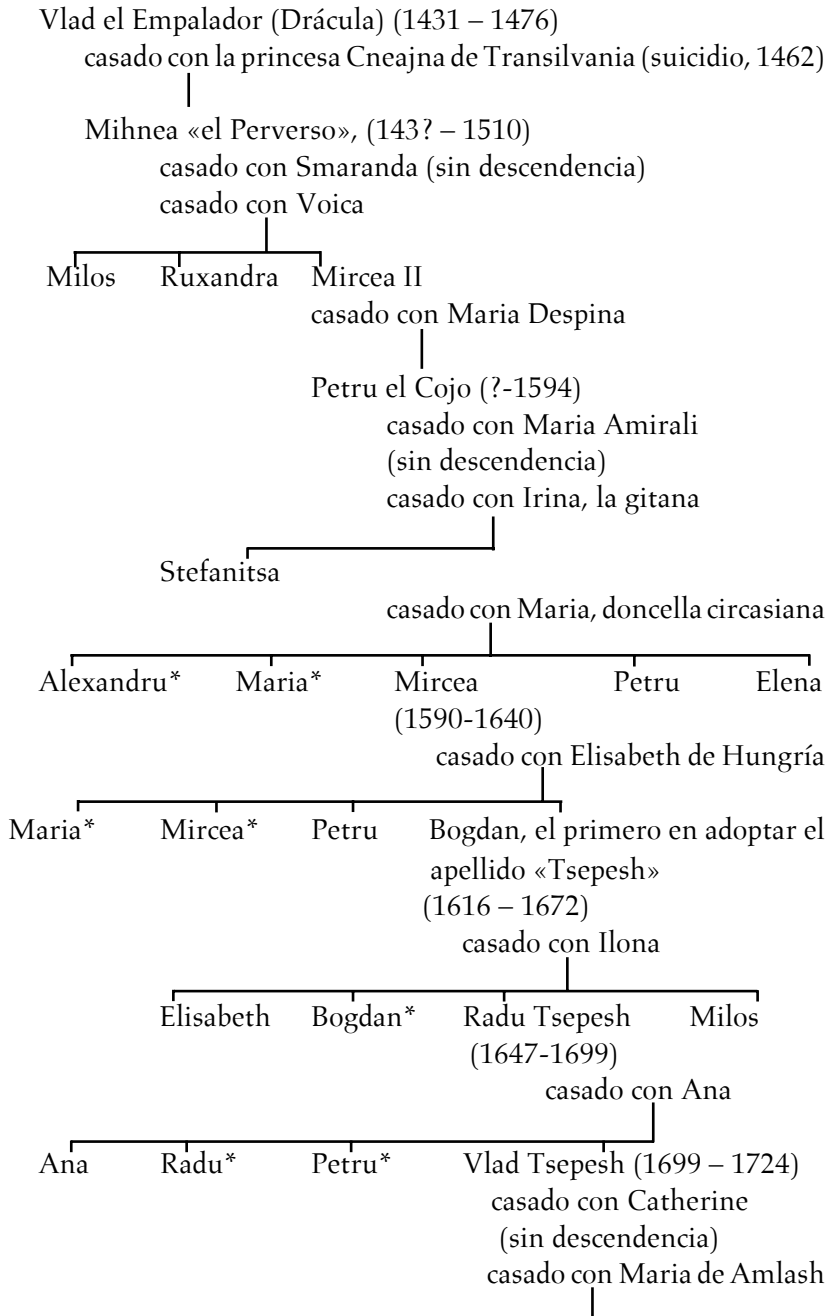 Vlad el Empalador (Drácula) (1431 – 1476)
casado con la princesa Cneajna de Transilvania (suicidio, 1462)
Mihnea «el Perverso», (143? – 1510)
casado con Smaranda (sin descendencia)
casado con Voica
Milos Ruxandra Mircea II
casado con Maria Despina
Petru el Cojo (?-1594)
casado con Maria Amirali
(sin descendencia)
casado con Irina, la gitana
Stefanitsa
casado con Maria, doncella circasiana
Alexandru* Maria* Mircea Petru Elena
(1590-1640)
casado con Elisabeth de Hungría
Maria* Mircea* Petru Bogdan, el primero en adoptar el
apellido «Tsepesh»
(1616 – 1672)
casado con Ilona
Elisabeth Bogdan* Radu Tsepesh Milos
(1647-1699)
casado con Ana
Ana Radu* Petru* Vlad Tsepesh (1699 – 1724)
casado con Catherine
(sin descendencia)
casado con Maria de Amlash